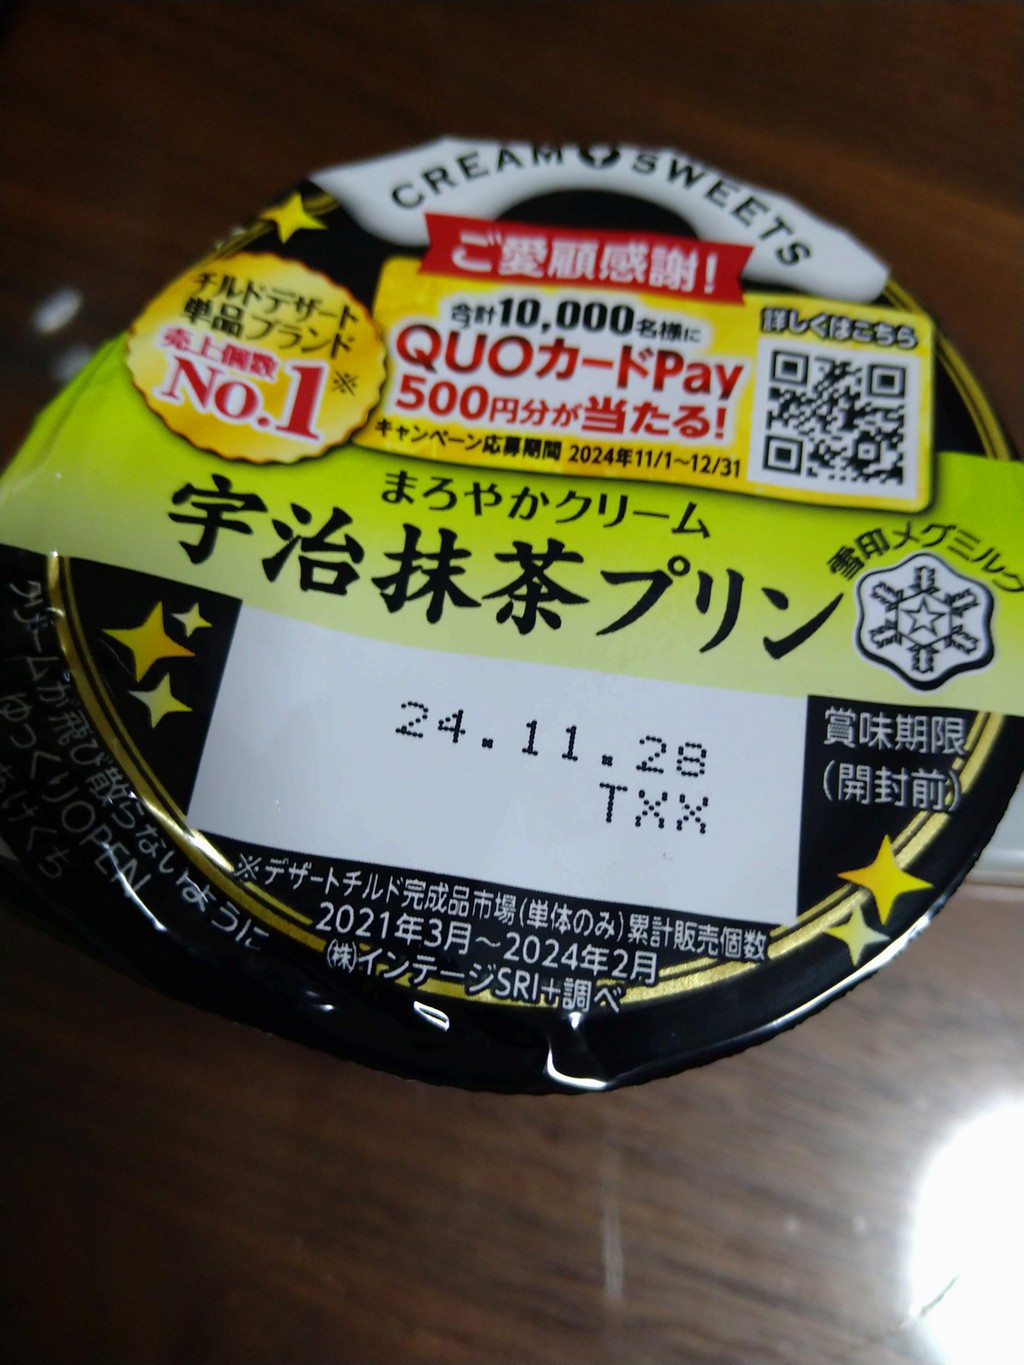 CREAM SWEETS
ご愛顧感謝!
合計10,000名様に
QUOカードPay
500円分が当たる!
キャンペーン応募期間 2024年11/1~12/31
詳しくはこちら
チルドデザート
単品ブランド
売上個数
No.1※
まろやかクリーム
宇治抹茶プリン
雪印メグミルク
24.11.28
TXX
賞味期限
(開封前)
※デザートチルド完成品市場(単体のみ)累計販売個数
2021年3月~2024年2月
(株)インテージSRI+調べ
クリームが飛び散らないように
ゆっくりOPEN
あけくち